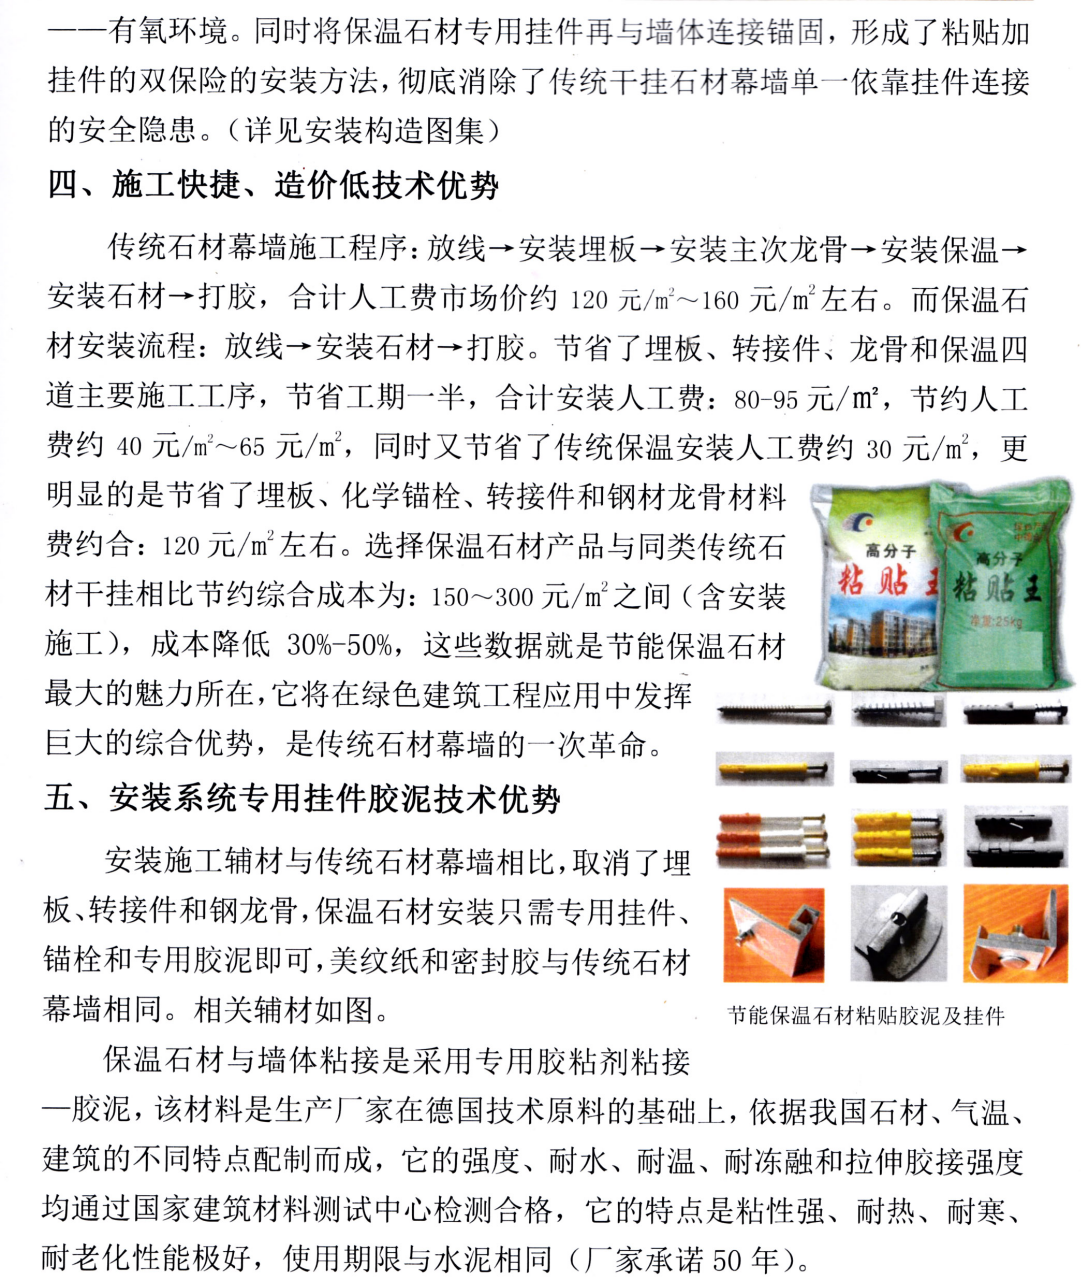 ——有氧环境。同时将保温石材专用挂件再与墙体连接锚固，形成了粘贴加
挂件的双保险的安装方法，彻底消除了传统干挂石材幕墙单一依靠挂件连接
的安全隐患。（详见安装构造图集）
四、施工快捷、造价低技术优势
传统石材幕墙施工程序：放线→安装埋板→安装主次龙骨→安装保温→
安装石材→打胶，合计人工费市场价约 120 元/m²～160 元/m²左右。而保温石
材安装流程：放线→安装石材→打胶。节省了埋板、转接件、龙骨和保温四
道主要施工工序，节省工期一半，合计安装人工费：80-95 元/m²，节约人工
费约 40 元/m²～65 元/m²，同时又节省了传统保温安装人工费约 30 元/m²，更
明显的是节省了埋板、化学锚栓、转接件和钢材龙骨材料
费约合：120 元/m²左右。选择保温石材产品与同类传统石
材干挂相比节约综合成本为：150～300 元/m²之间（含安装
施工），成本降低 30%-50%，这些数据就是节能保温石材
最大的魅力所在，它将在绿色建筑工程应用中发挥
巨大的综合优势，是传统石材幕墙的一次革命。
高分子
粘贴王
高分子
粘贴王
净重:25kg
五、安装系统专用挂件胶泥技术优势
安装施工辅材与传统石材幕墙相比，取消了埋
板、转接件和钢龙骨，保温石材安装只需专用挂件、
锚栓和专用胶泥即可，美纹纸和密封胶与传统石材
幕墙相同。相关辅材如图。
节能保温石材粘贴胶泥及挂件
保温石材与墙体粘接是采用专用胶粘剂粘接
—胶泥，该材料是生产厂家在德国技术原料的基础上，依据我国石材、气温、
建筑的不同特点配制而成，它的强度、耐水、耐温、耐冻融和拉伸胶接强度
均通过国家建筑材料测试中心检测合格，它的特点是粘性强、耐热、耐寒、
耐老化性能极好，使用期限与水泥相同（厂家承诺 50 年）。